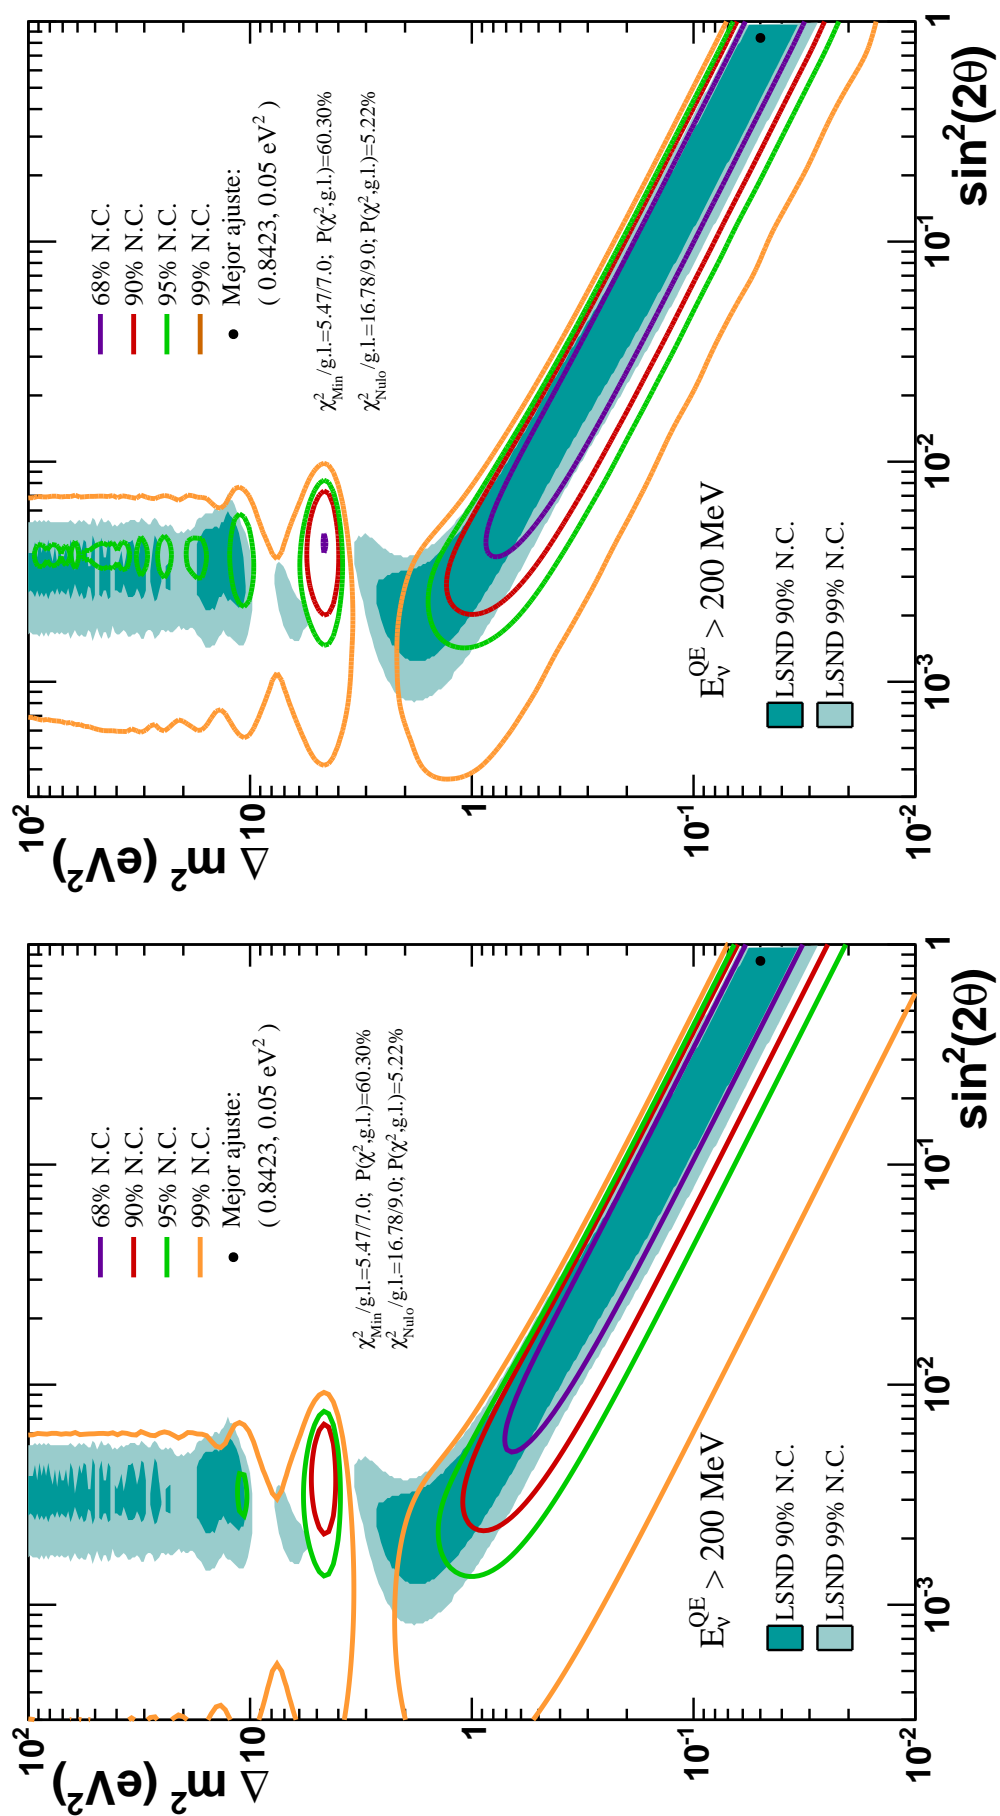 Δ m² (eV²)
10²
10
1
10⁻¹
10⁻²
68% N.C.
90% N.C.
95% N.C.
99% N.C.
Mejor ajuste:
( 0.8423, 0.05 eV² )
χ²Min/g.l.=5.47/7.0; P(χ²,g.l.)=60.30%
χ²Nulo/g.l.=16.78/9.0; P(χ²,g.l.)=5.22%
EνQE > 200 MeV
LSND 90% N.C.
LSND 99% N.C.
10⁻³ 10⁻² 10⁻¹ 1
sin²(2θ)
Δ m² (eV²)
10²
10
1
10⁻¹
10⁻²
68% N.C.
90% N.C.
95% N.C.
99% N.C.
Mejor ajuste:
( 0.8423, 0.05 eV² )
χ²Min/g.l.=5.47/7.0; P(χ²,g.l.)=60.30%
χ²Nulo/g.l.=16.78/9.0; P(χ²,g.l.)=5.22%
EνQE > 200 MeV
LSND 90% N.C.
LSND 99% N.C.
10⁻³ 10⁻² 10⁻¹ 1
sin²(2θ)